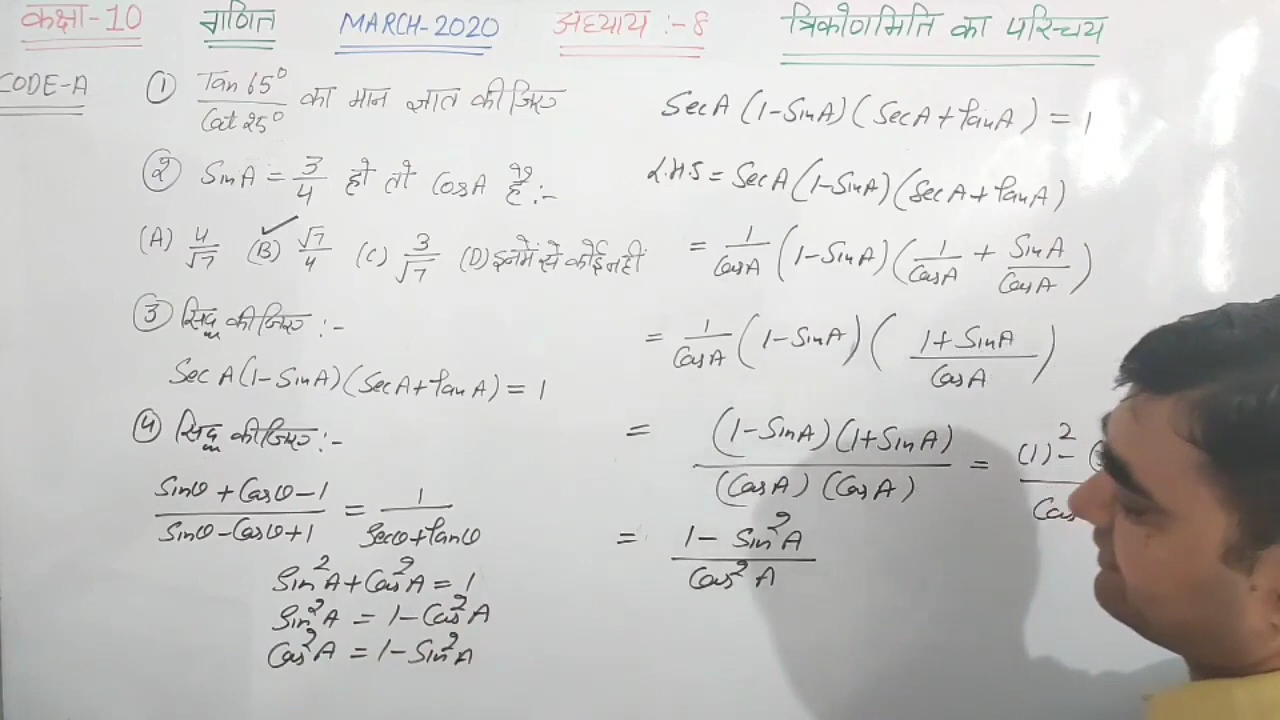 कक्षा-10 गणित MARCH-2020 अध्याय :-8 त्रिकोणमिति का परिचय
CODE-A
① Tan 65° / Cot 25° का मान ज्ञात कीजिए
② SinA = 3/4 हो तो CosA है :-
(A) 4/√7 (B) √7/4 (C) 3/√7 (D) इनमें से कोई नहीं
③ सिद्ध कीजिए :-
Sec A (1-SinA) (SecA + tan A) = 1
④ सिद्ध कीजिए :-
Sinθ + Cosθ - 1 / Sinθ - Cosθ + 1 = 1 / Secθ + tanθ
Sin²A + Cos²A = 1
Sin²A = 1 - Cos²A
Cos²A = 1 - Sin²A
SecA (1-SinA) (SecA + tanA) = 1
L.H.S = SecA (1-SinA) (SecA + tanA)
= 1/CosA (1-SinA) (1/CosA + SinA/CosA)
= 1/CosA (1-SinA) (1+SinA / CosA)
= (1-SinA) (1+SinA) / (CosA) (CosA) = (1)² - ( / Cos
= 1 - Sin²A / Cos²A